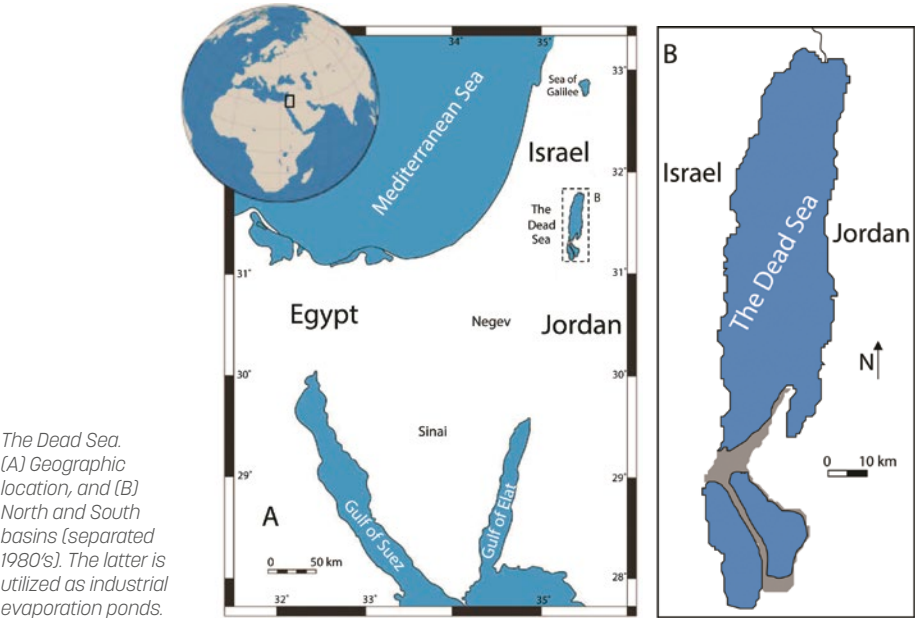 The Dead Sea.
(A) Geographic
location, and (B)
North and South
basins (separated
1980's). The latter is
utilized as industrial
evaporation ponds.
34°
35°
33°
Sea of
Galilee
Mediterranean Sea
Israel
32°
B
The
Dead
Sea
31°
31°
Egypt
Negev
Jordan
30°
30°
Sinai
29°
29°
A
Gulf of Suez
Gulf of Elat
0 50 km
28°
32°
33°
35°
B
Israel
The Dead Sea
Jordan
N
0 10 km